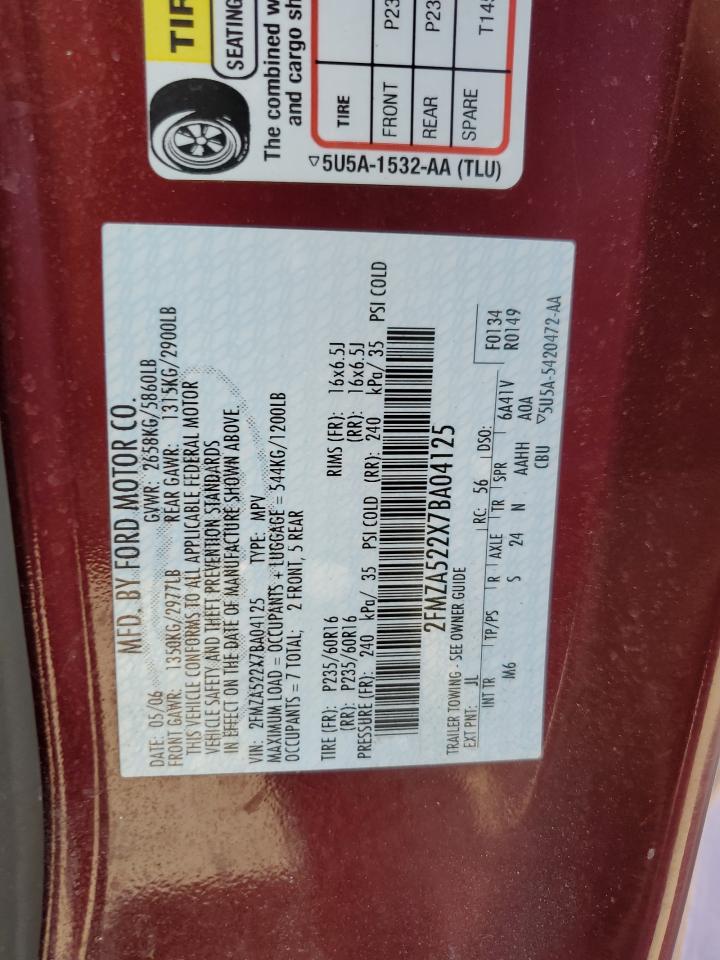 MFD. BY FORD MOTOR CO.
DATE: 05/06 GVWR: 2658KG/5860LB
FRONT GAWR: 1350KG/2977LB REAR GAWR: 1315KG/2900LB
THIS VEHICLE CONFORMS TO ALL APPLICABLE FEDERAL MOTOR
VEHICLE SAFETY AND THEFT PREVENTION STANDARDS
IN EFFECT ON THE DATE OF MANUFACTURE SHOWN ABOVE.
VIN: 2FMZA522X7BA04125 TYPE: MPV
MAXIMUM LOAD = OCCUPANTS + LUGGAGE = 544KG/1200LB
OCCUPANTS = 7 TOTAL; 2 FRONT, 5 REAR
TIRE (FR): P235/60R16 RIMS (FR): 16x6.5J
(RR): P235/60R16 (RR): 16x6.5J
PRESSURE (FR): 240 kPa/ 35 PSI COLD (RR): 240 kPa/ 35 PSI COLD
2FMZA522X7BA04125
TRAILER TOWING - SEE OWNER GUIDE
EXT PNT: JL RC: 56 DSO: F0134
INT TR TP/PS R AXLE TR SPR 6A41V R0149
M6 S 24 N AAHH A0A
CBU ▽5U5A-5420472-AA
TIR
SEATING
The combined w
and cargo sh
TIRE
FRONT P23
REAR P23
SPARE T145
▽5U5A-1532-AA (TLU)